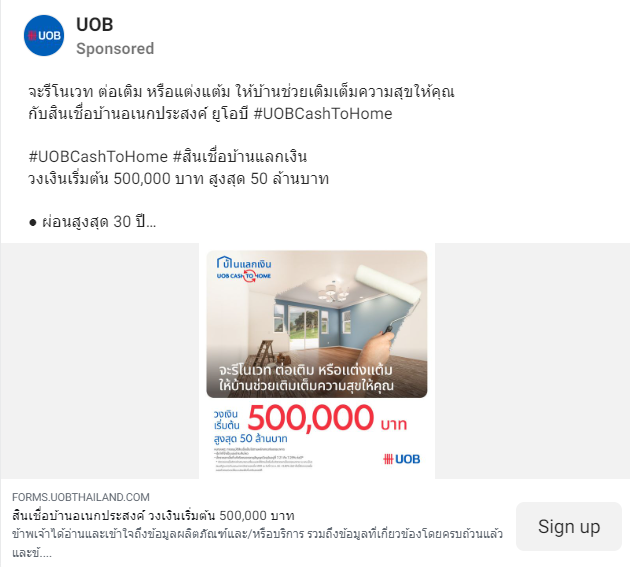 UOB
UOB
Sponsored
จะรีโนเวท ต่อเติม หรือแต่งแต้ม ให้บ้านช่วยเติมเต็มความสุขให้คุณ
กับสินเชื่อบ้านอเนกประสงค์ ยูโอบี #UOBCashToHome
#UOBCashToHome #สินเชื่อบ้านแลกเงิน
วงเงินเริ่มต้น 500,000 บาท สูงสุด 50 ล้านบาท
● ผ่อนสูงสุด 30 ปี...
บ้านแลกเงิน
UOB CASH TO HOME
จะรีโนเวท ต่อเติม หรือแต่งแต้ม
ให้บ้านช่วยเติมเต็มความสุขให้คุณ
วงเงิน
เริ่มต้น 500,000 บาท
สูงสุด 50 ล้านบาท
UOB
FORMS.UOBTHAILAND.COM
สินเชื่อบ้านอเนกประสงค์ วงเงินเริ่มต้น 500,000 บาท
ข้าพเจ้าได้อ่านและเข้าใจถึงข้อมูลผลิตภัณฑ์และ/หรือบริการ รวมถึงข้อมูลที่เกี่ยวข้องโดยครบถ้วนแล้ว
และข้....
Sign up